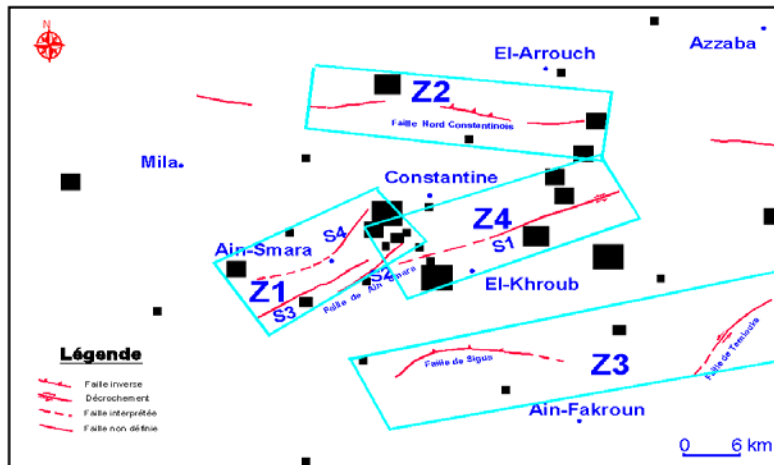 N
Azzaba
El-Arrouch
Z2
Faille Nord Constantinois
Mila
Constantine
S4
Z4
Ain-Smara
S1
S2
El-Khroub
Z1
Faille de Ain Smara
S3
Légende
Faille de Sigus
Z3
Faille de Temlouka
Faille inverse
Décrochement
Faille interprétée
Faille non définie
Ain-Fakroun
0 6 km